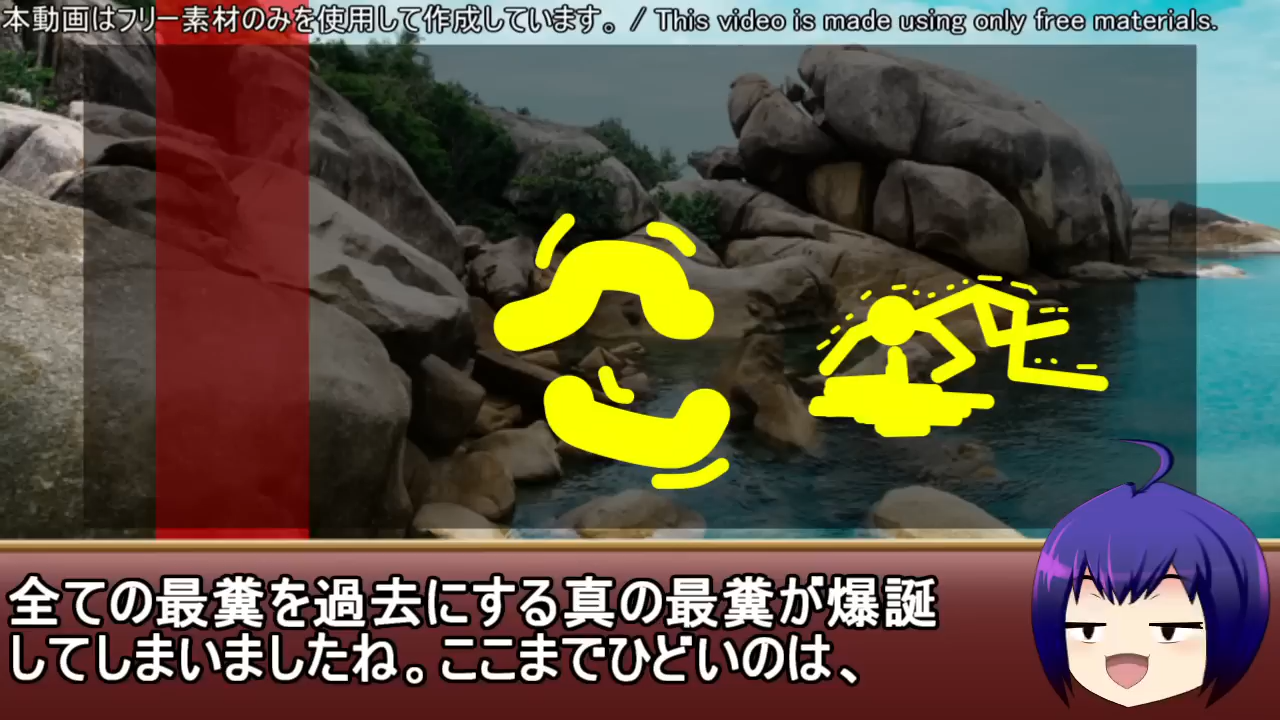 本動画はフリー素材のみを使用して作成しています。 / This video is made using only free materials.
全ての最糞を過去にする真の最糞が爆誕
してしまいましたね。ここまでひどいのは、